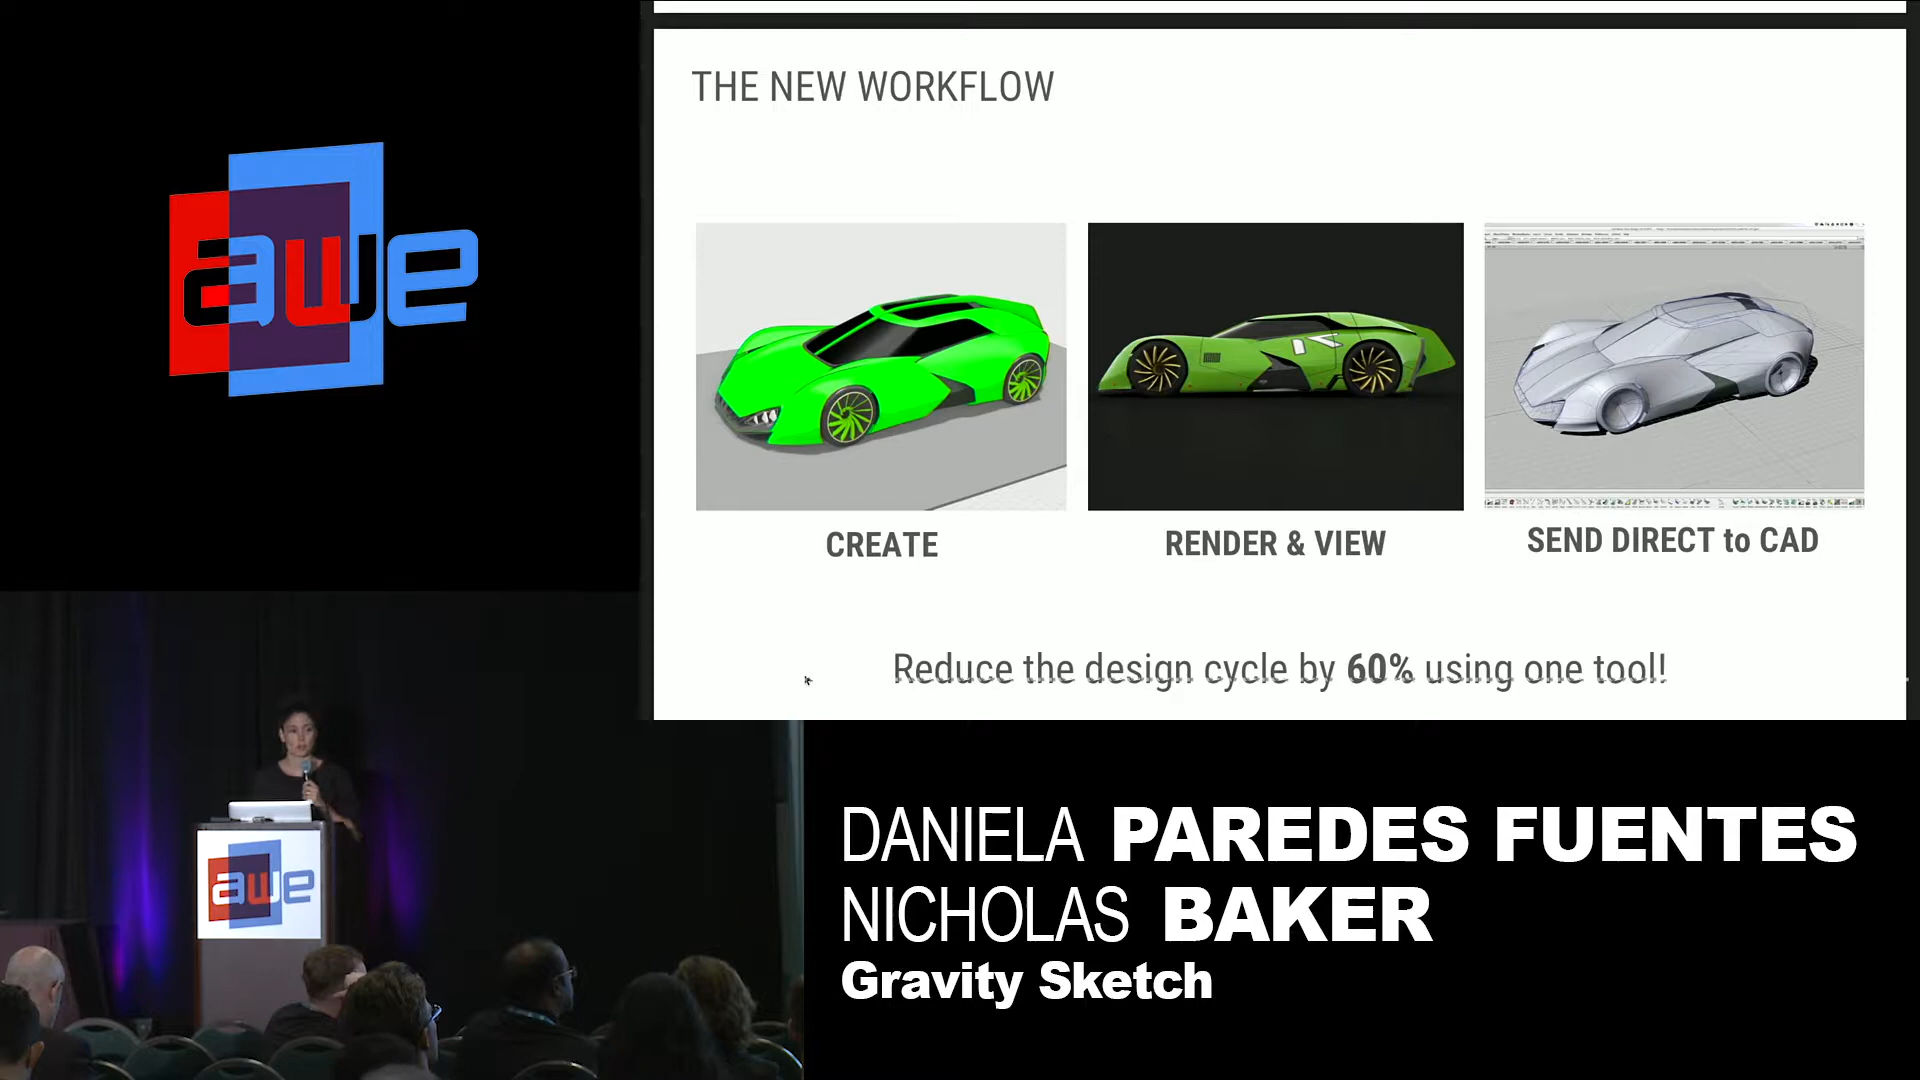 awe
THE NEW WORKFLOW
CREATE
RENDER & VIEW
SEND DIRECT to CAD
Reduce the design cycle by 60% using one tool!
awe
DANIELA PAREDES FUENTES
NICHOLAS BAKER
Gravity Sketch